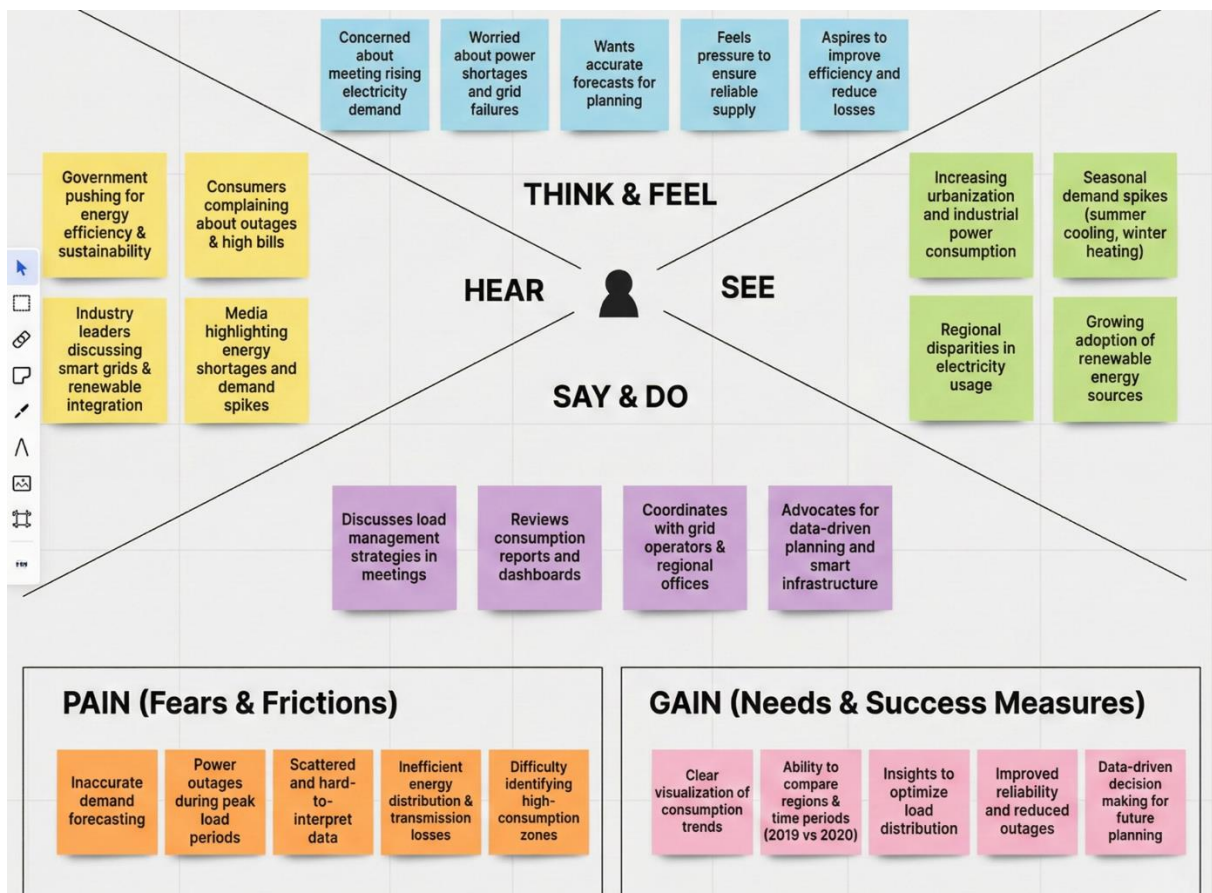 Concerned
about
meeting rising
electricity
demand
Worried
about power
shortages
and grid
failures
Wants
accurate
forecasts for
planning
Feels
pressure to
ensure
reliable
supply
Aspires to
improve
efficiency and
reduce
losses
THINK & FEEL
Government
pushing for
energy
efficiency &
sustainability
Consumers
complaining
about outages
& high bills
Industry
leaders
discussing
smart grids &
renewable
integration
Media
highlighting
energy
shortages and
demand
spikes
HEAR
SEE
Increasing
urbanization
and industrial
power
consumption
Seasonal
demand spikes
(summer
cooling, winter
heating)
Regional
disparities in
electricity
usage
Growing
adoption of
renewable
energy
sources
SAY & DO
Discusses load
management
strategies in
meetings
Reviews
consumption
reports and
dashboards
Coordinates
with grid
operators &
regional
offices
Advocates for
data-driven
planning and
smart
infrastructure
PAIN (Fears & Frictions)
Inaccurate
demand
forecasting
Power
outages
during peak
load
periods
Scattered
and hard-
to-
interpret
data
Inefficient
energy
distribution &
transmission
losses
Difficulty
identifying
high-
consumption
zones
GAIN (Needs & Success Measures)
Clear
visualization of
consumption
trends
Ability to
compare
regions &
time periods
(2019 vs 2020)
Insights to
optimize
load
distribution
Improved
reliability
and reduced
outages
Data-driven
decision
making for
future
planning